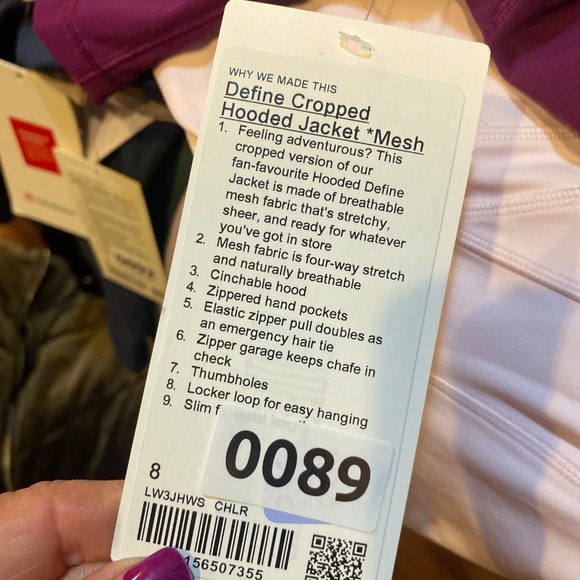 WHY WE MADE THIS
Define Cropped
Hooded Jacket *Mesh
1. Feeling adventurous? This
cropped version of our
fan-favourite Hooded Define
Jacket is made of breathable
mesh fabric that's stretchy,
sheer, and ready for whatever
you've got in store
2. Mesh fabric is four-way stretch
and naturally breathable
3. Cinchable hood
4. Zippered hand pockets
5. Elastic zipper pull doubles as
an emergency hair tie
6. Zipper garage keeps chafe in
check
7. Thumbholes
8. Locker loop for easy hanging
9. Slim
0089
8
LW3JHWS CHLR
156507355